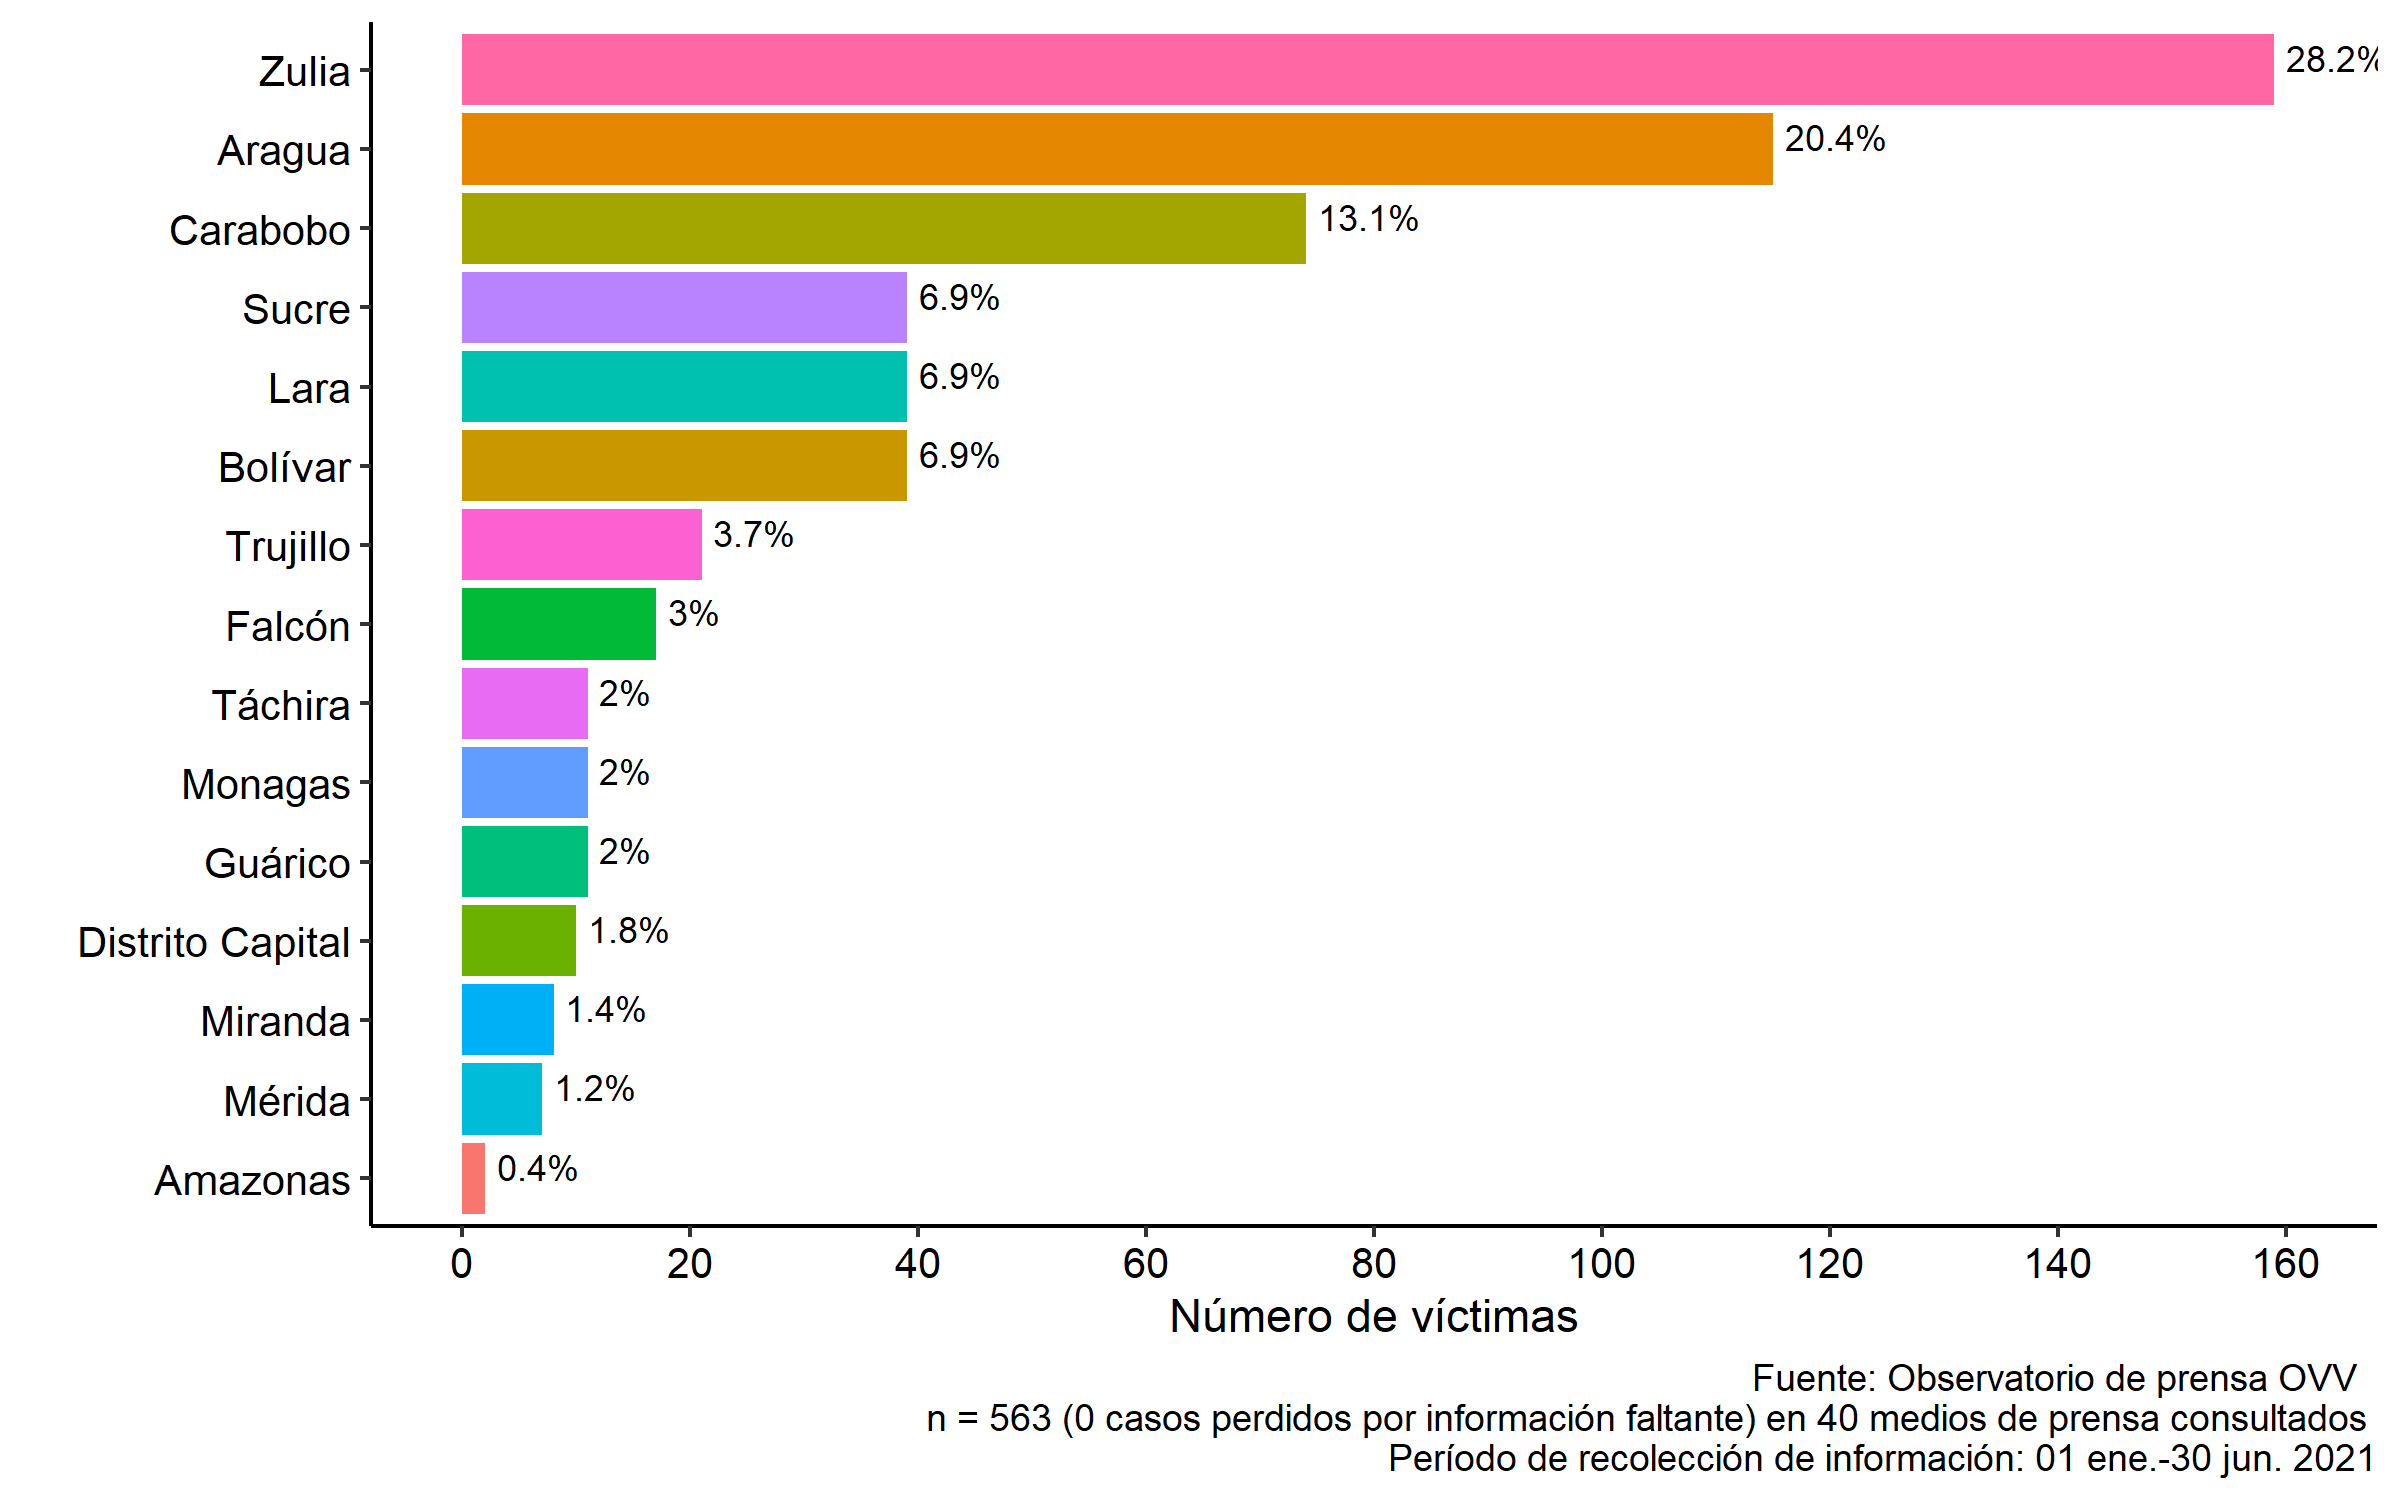 Zulia 28.2%
Aragua 20.4%
Carabobo 13.1%
Sucre 6.9%
Lara 6.9%
Bolívar 6.9%
Trujillo 3.7%
Falcón 3%
Táchira 2%
Monagas 2%
Guárico 2%
Distrito Capital 1.8%
Miranda 1.4%
Mérida 1.2%
Amazonas 0.4%
0 20 40 60 80 100 120 140 160
Número de víctimas
Fuente: Observatorio de prensa OVV
n = 563 (0 casos perdidos por información faltante) en 40 medios de prensa consultados
Período de recolección de información: 01 ene.-30 jun. 2021